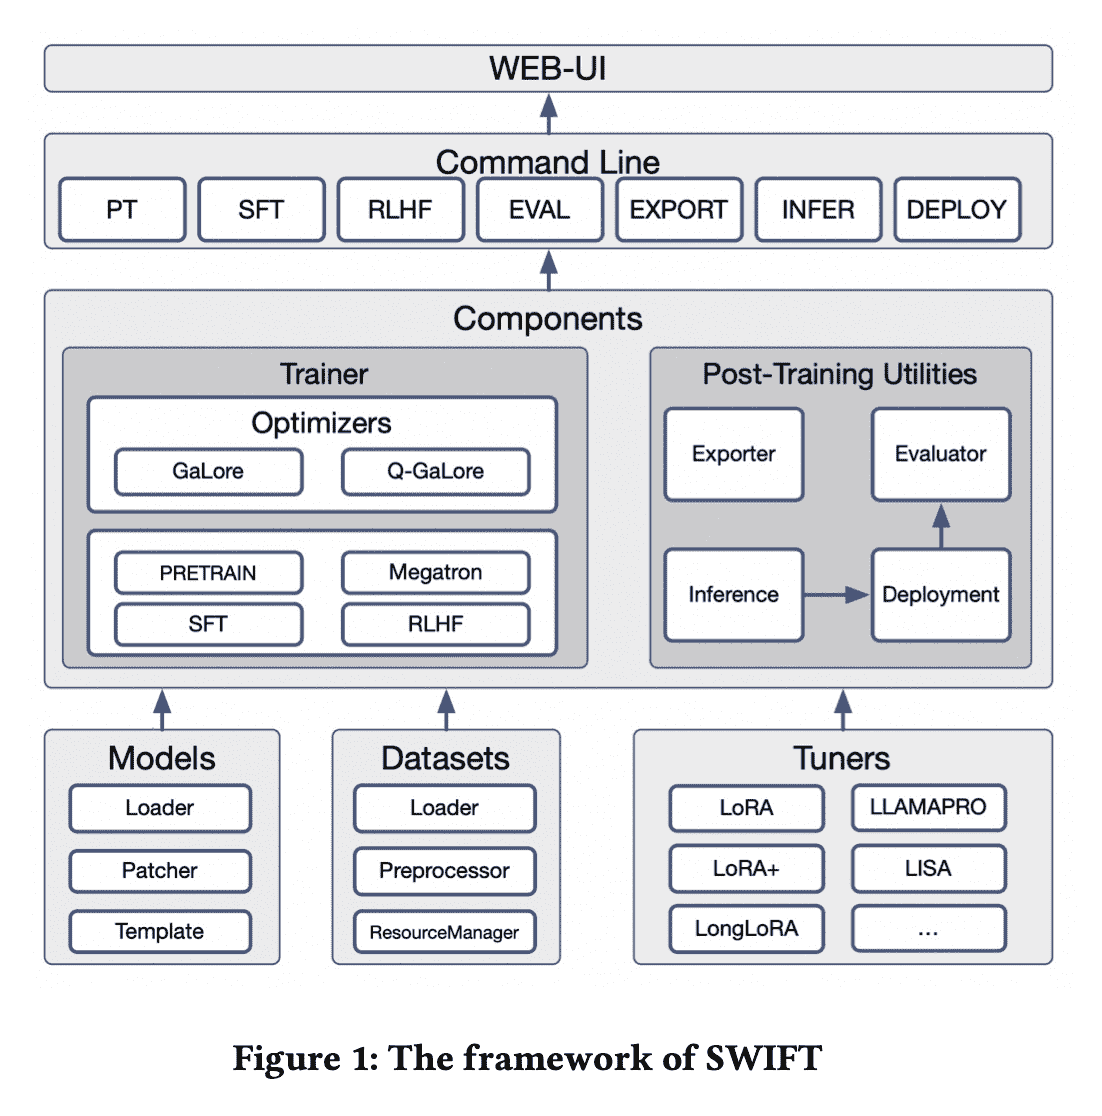 WEB-UI
Command Line
PT
SFT
RLHF
EVAL
EXPORT
INFER
DEPLOY
Components
Trainer
Optimizers
GaLore
Q-GaLore
PRETRAIN
Megatron
SFT
RLHF
Post-Training Utilities
Exporter
Evaluator
Inference
Deployment
Models
Loader
Patcher
Template
Datasets
Loader
Preprocessor
ResourceManager
Tuners
LoRA
LLAMAPRO
LoRA+
LISA
LongLoRA
...
Figure 1: The framework of SWIFT